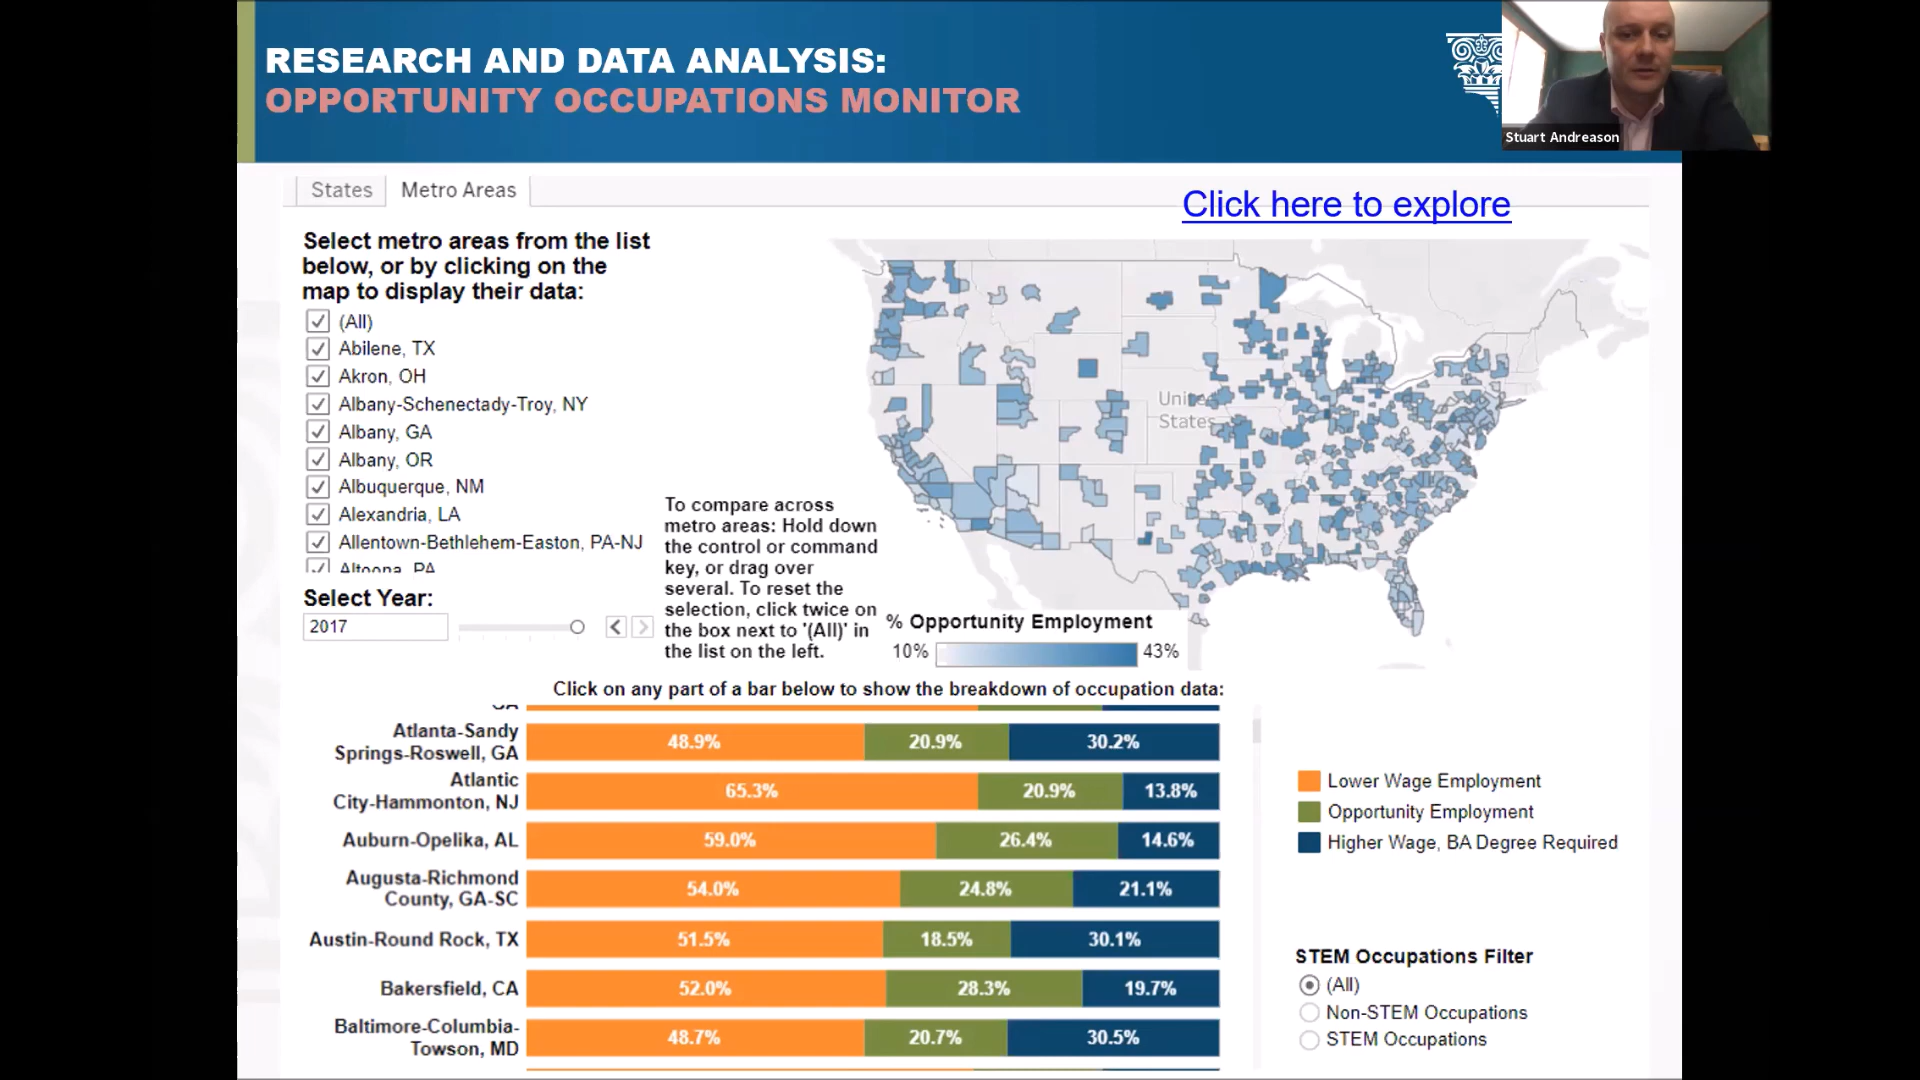 RESEARCH AND DATA ANALYSIS:
OPPORTUNITY OCCUPATIONS MONITOR
Stuart Andreason
States
Metro Areas
Click here to explore
Select metro areas from the list
below, or by clicking on the
map to display their data:
(All)
Abilene, TX
Akron, OH
Albany-Schenectady-Troy, NY
Albany, GA
Albany, OR
Albuquerque, NM
Alexandria, LA
Allentown-Bethlehem-Easton, PA-NJ
Altoona, PA
Select Year:
2017
To compare across
metro areas: Hold down
the control or command
key, or drag over
several. To reset the
selection, click twice on
the box next to '(All)' in
the list on the left.
United
States
% Opportunity Employment
10%
43%
Click on any part of a bar below to show the breakdown of occupation data:
GA
Atlanta-Sandy
Springs-Roswell, GA
48.9%
20.9%
30.2%
Atlantic
City-Hammonton, NJ
65.3%
20.9%
13.8%
Auburn-Opelika, AL
59.0%
26.4%
14.6%
Augusta-Richmond
County, GA-SC
54.0%
24.8%
21.1%
Austin-Round Rock, TX
51.5%
18.5%
30.1%
Bakersfield, CA
52.0%
28.3%
19.7%
Baltimore-Columbia-
Towson, MD
48.7%
20.7%
30.5%
Lower Wage Employment
Opportunity Employment
Higher Wage, BA Degree Required
STEM Occupations Filter
(All)
Non-STEM Occupations
STEM Occupations